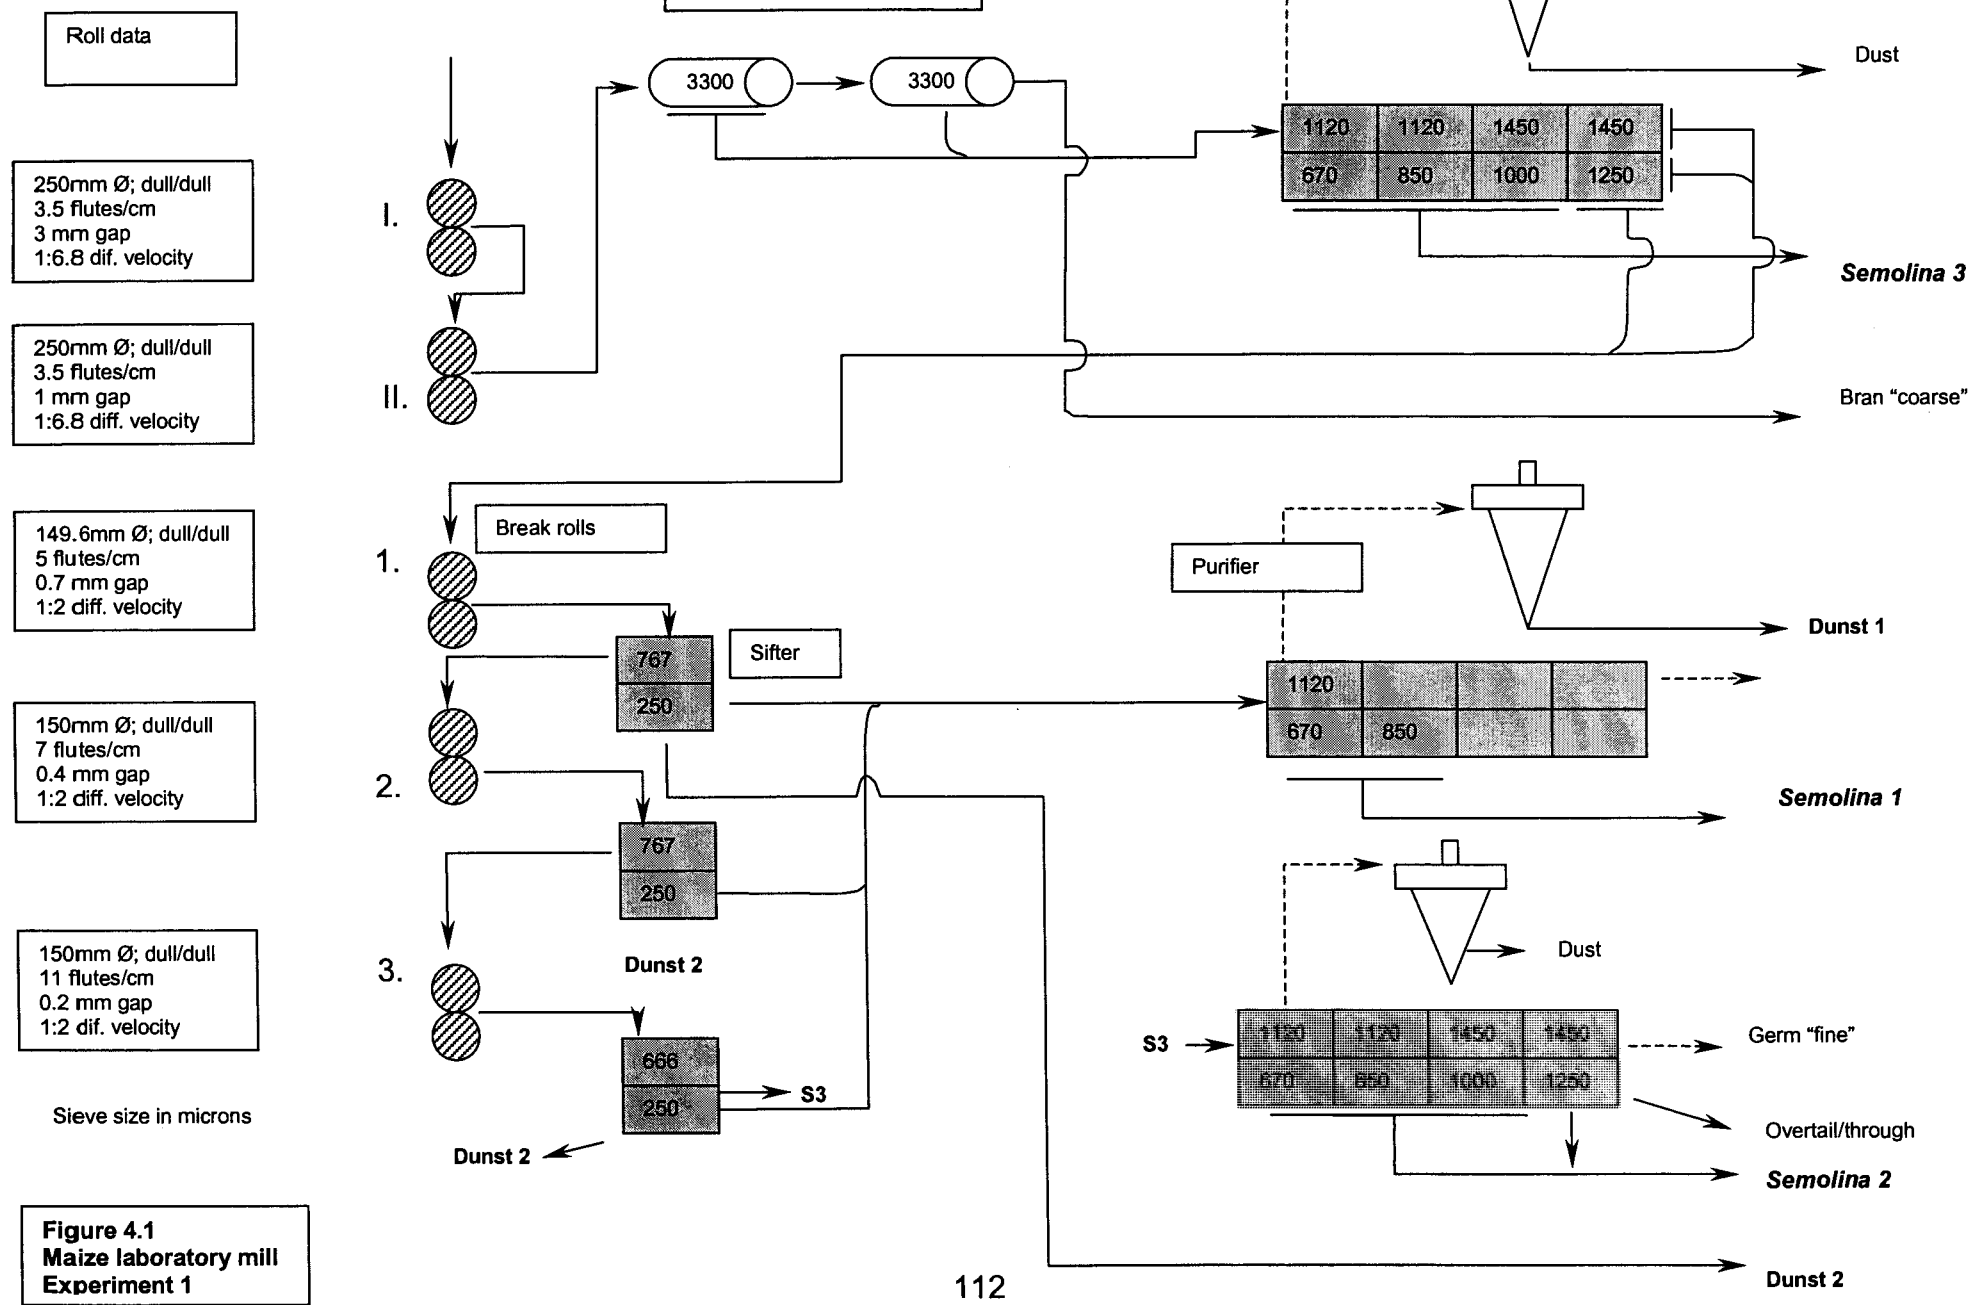 Roll data
Dust
3300
3300
1120 1120 1450 1450
670 850 1000 1250
250mm Ø; dull/dull
3.5 flutes/cm
3 mm gap
1:6.8 dif. velocity
I.
Semolina 3
250mm Ø; dull/dull
3.5 flutes/cm
1 mm gap
1:6.8 diff. velocity
II.
Bran “coarse”
149.6mm Ø; dull/dull
5 flutes/cm
0.7 mm gap
1:2 diff. velocity
Break rolls
1.
Purifier
Dunst 1
767
250
Sifter
1120
670 850
150mm Ø; dull/dull
7 flutes/cm
0.4 mm gap
1:2 diff. velocity
2.
Semolina 1
767
250
Dunst 2
Dust
150mm Ø; dull/dull
11 flutes/cm
0.2 mm gap
1:2 dif. velocity
3.
666
250
S3
S3
1120 1120 1450 1450
670 850 1000 1250
Germ “fine”
Sieve size in microns
Dunst 2
Overtail/through
Semolina 2
Figure 4.1
Maize laboratory mill
Experiment 1
112
Dunst 2